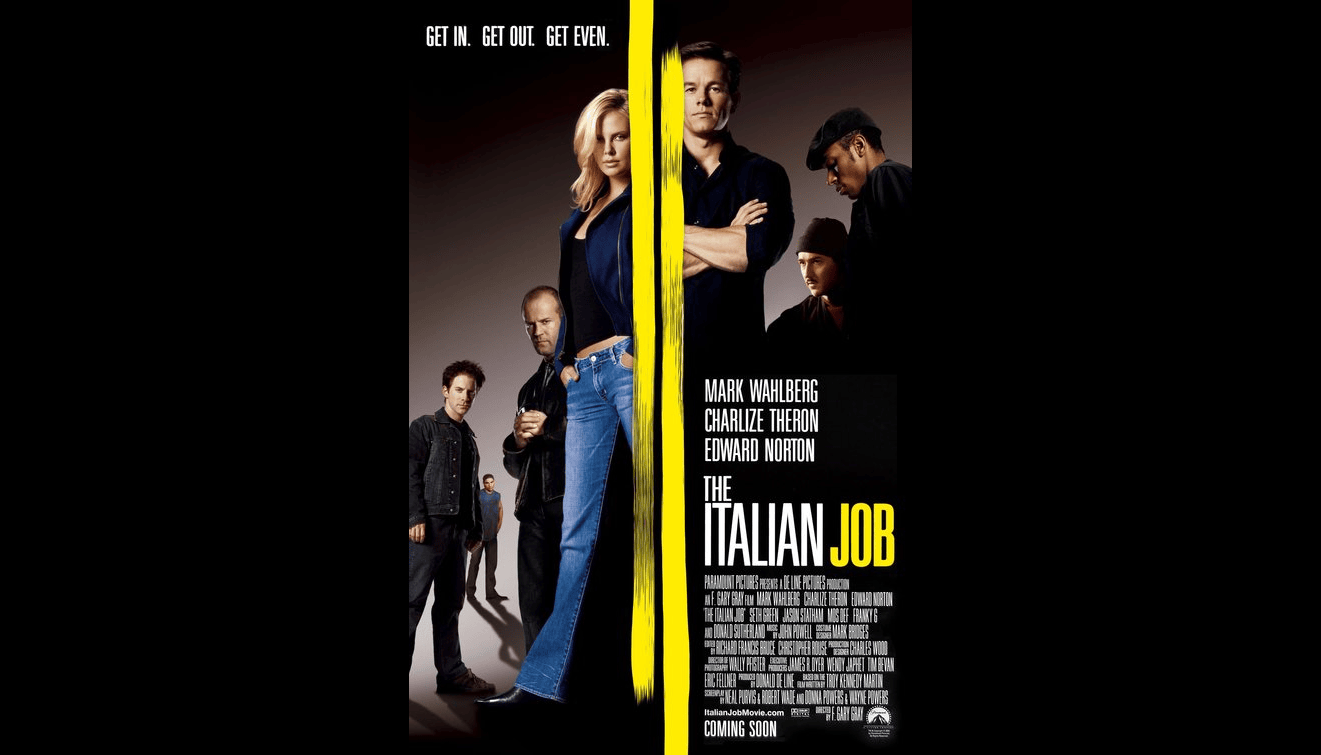 GET IN. GET OUT. GET EVEN.
MARK WAHLBERG
CHARLIZE THERON
EDWARD NORTON
THE
ITALIAN JOB
PARAMOUNT PICTURES PRESENTS A DE LINE PICTURES PRODUCTION
AN F. GARY GRAY FILM MARK WAHLBERG CHARLIZE THERON EDWARD NORTON
"THE ITALIAN JOB" SETH GREEN JASON STATHAM MOS DEF FRANKY G
AND DONALD SUTHERLAND MUSIC BY JOHN POWELL COSTUME DESIGNER MARK BRIDGES
EDITED BY RICHARD FRANCIS BRUCE CHRISTOPHER ROUSE PRODUCTION DESIGNER CHARLES WOOD
DIRECTOR OF PHOTOGRAPHY WALLY PFISTER EXECUTIVE PRODUCERS JAMES R. DYER WENDY JAPHET TIM BEVAN
ERIC FELLNER PRODUCED BY DONALD DE LINE BASED ON THE FILM WRITTEN BY TROY KENNEDY MARTIN
SCREENPLAY BY NEAL PURVIS & ROBERT WADE AND DONNA POWERS & WAYNE POWERS
ItalianJobMovie.com DIRECTED BY F. GARY GRAY
COMING SOON